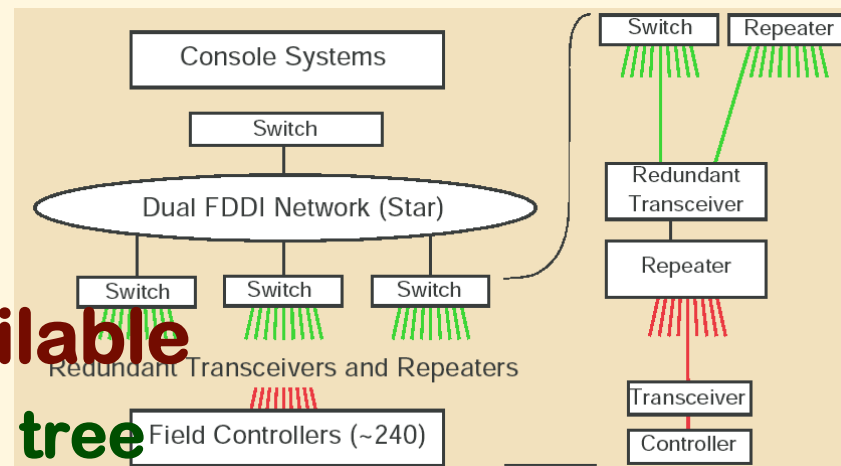 Console Systems
Switch
Dual FDDI Network (Star)
Switch
Switch
Switch
ilable
Redundant Transceivers and Repeaters
tree
Field Controllers (~240)
Switch
Repeater
Redundant
Transceiver
Repeater
Transceiver
Controller